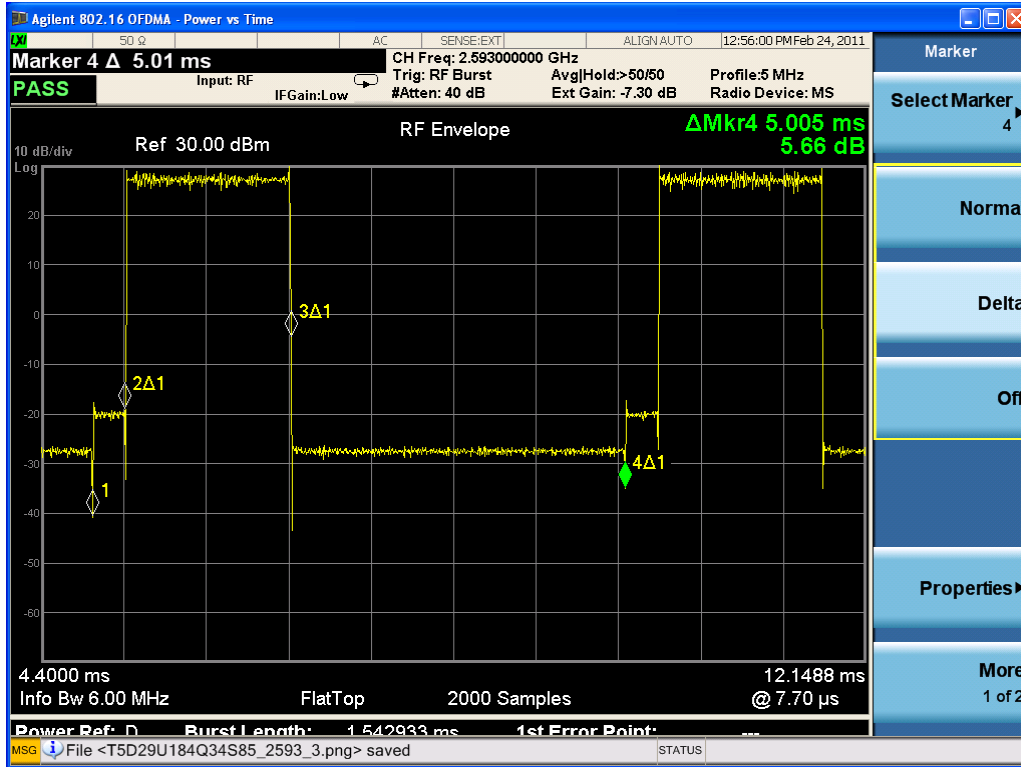 Agilent 802.16 OFDMA - Power vs Time
LXI 50 Ω AC SENSE:EXT ALIGN AUTO 12:56:00 PM Feb 24, 2011
Marker 4 Δ 5.01 ms
PASS
Input: RF
IFGain:Low
CH Freq: 2.593000000 GHz
Trig: RF Burst Avg|Hold:>50/50 Profile:5 MHz
#Atten: 40 dB Ext Gain: -7.30 dB Radio Device: MS
RF Envelope
ΔMkr4 5.005 ms
5.66 dB
10 dB/div Ref 30.00 dBm
Log
20
10
0
-10
-20
-30
-40
-50
-60
3Δ1
2Δ1
4Δ1
1
4.4000 ms 12.1488 ms
Info Bw 6.00 MHz FlatTop 2000 Samples @ 7.70 µs
Power Ref: D Burst Length: 1.542933 ms 1st Error Point: ---
MSG File <T5D29U184Q34S85_2593_3.png> saved STATUS
Marker
Select Marker
4
Norma
Delta
Off
Properties
More
1 of 2